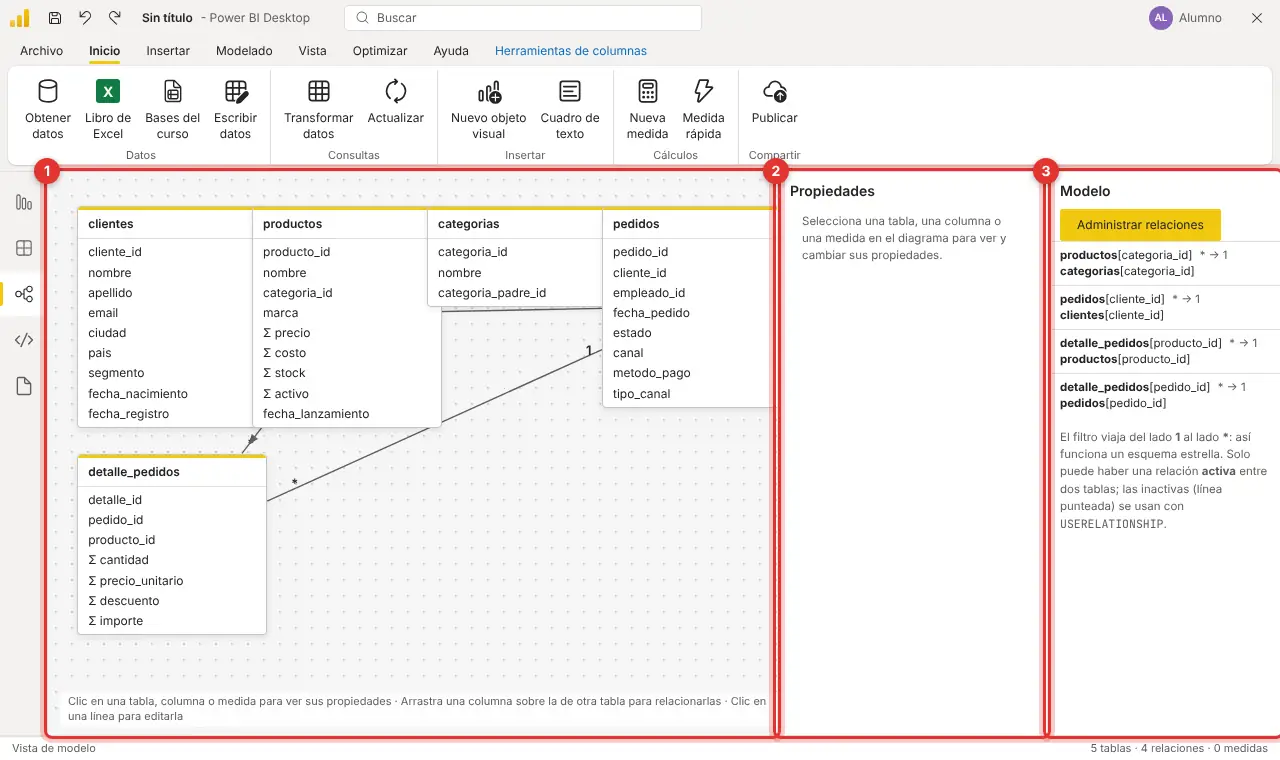 Sin título - Power BI Desktop
Buscar
AL Alumno
Archivo Inicio Insertar Modelado Vista Optimizar Ayuda Herramientas de columnas
Obtener datos
X
Libro de Excel
Bases del curso
Escribir datos
Datos
Transformar datos
Actualizar
Consultas
Nuevo objeto visual
Cuadro de texto
Insertar
Nueva medida
Medida rápida
Cálculos
Publicar
Compartir
1
2
3
clientes
cliente_id
nombre
apellido
email
ciudad
pais
segmento
fecha_nacimiento
fecha_registro
productos
producto_id
nombre
categoria_id
marca
Σ precio
Σ costo
Σ stock
Σ activo
fecha_lanzamiento
categorias
categoria_id
nombre
categoria_padre_id
pedidos
pedido_id
cliente_id
empleado_id
fecha_pedido
estado
canal
metodo_pago
tipo_canal
1
*
detalle_pedidos
detalle_id
pedido_id
producto_id
Σ cantidad
Σ precio_unitario
Σ descuento
Σ importe
Clic en una tabla, columna o medida para ver sus propiedades · Arrastra una columna sobre la de otra tabla para relacionarlas · Clic en
una línea para editarla
Propiedades
Selecciona una tabla, una columna o
una medida en el diagrama para ver y
cambiar sus propiedades.
Modelo
Administrar relaciones
productos[categoria_id] * → 1
categorias[categoria_id]
pedidos[cliente_id] * → 1
clientes[cliente_id]
detalle_pedidos[producto_id] * → 1
productos[producto_id]
detalle_pedidos[pedido_id] * → 1
pedidos[pedido_id]
El filtro viaja del lado 1 al lado *: así
funciona un esquema estrella. Solo
puede haber una relación activa entre
dos tablas; las inactivas (línea
punteada) se usan con
USERELATIONSHIP.
Vista de modelo
5 tablas · 4 relaciones · 0 medidas